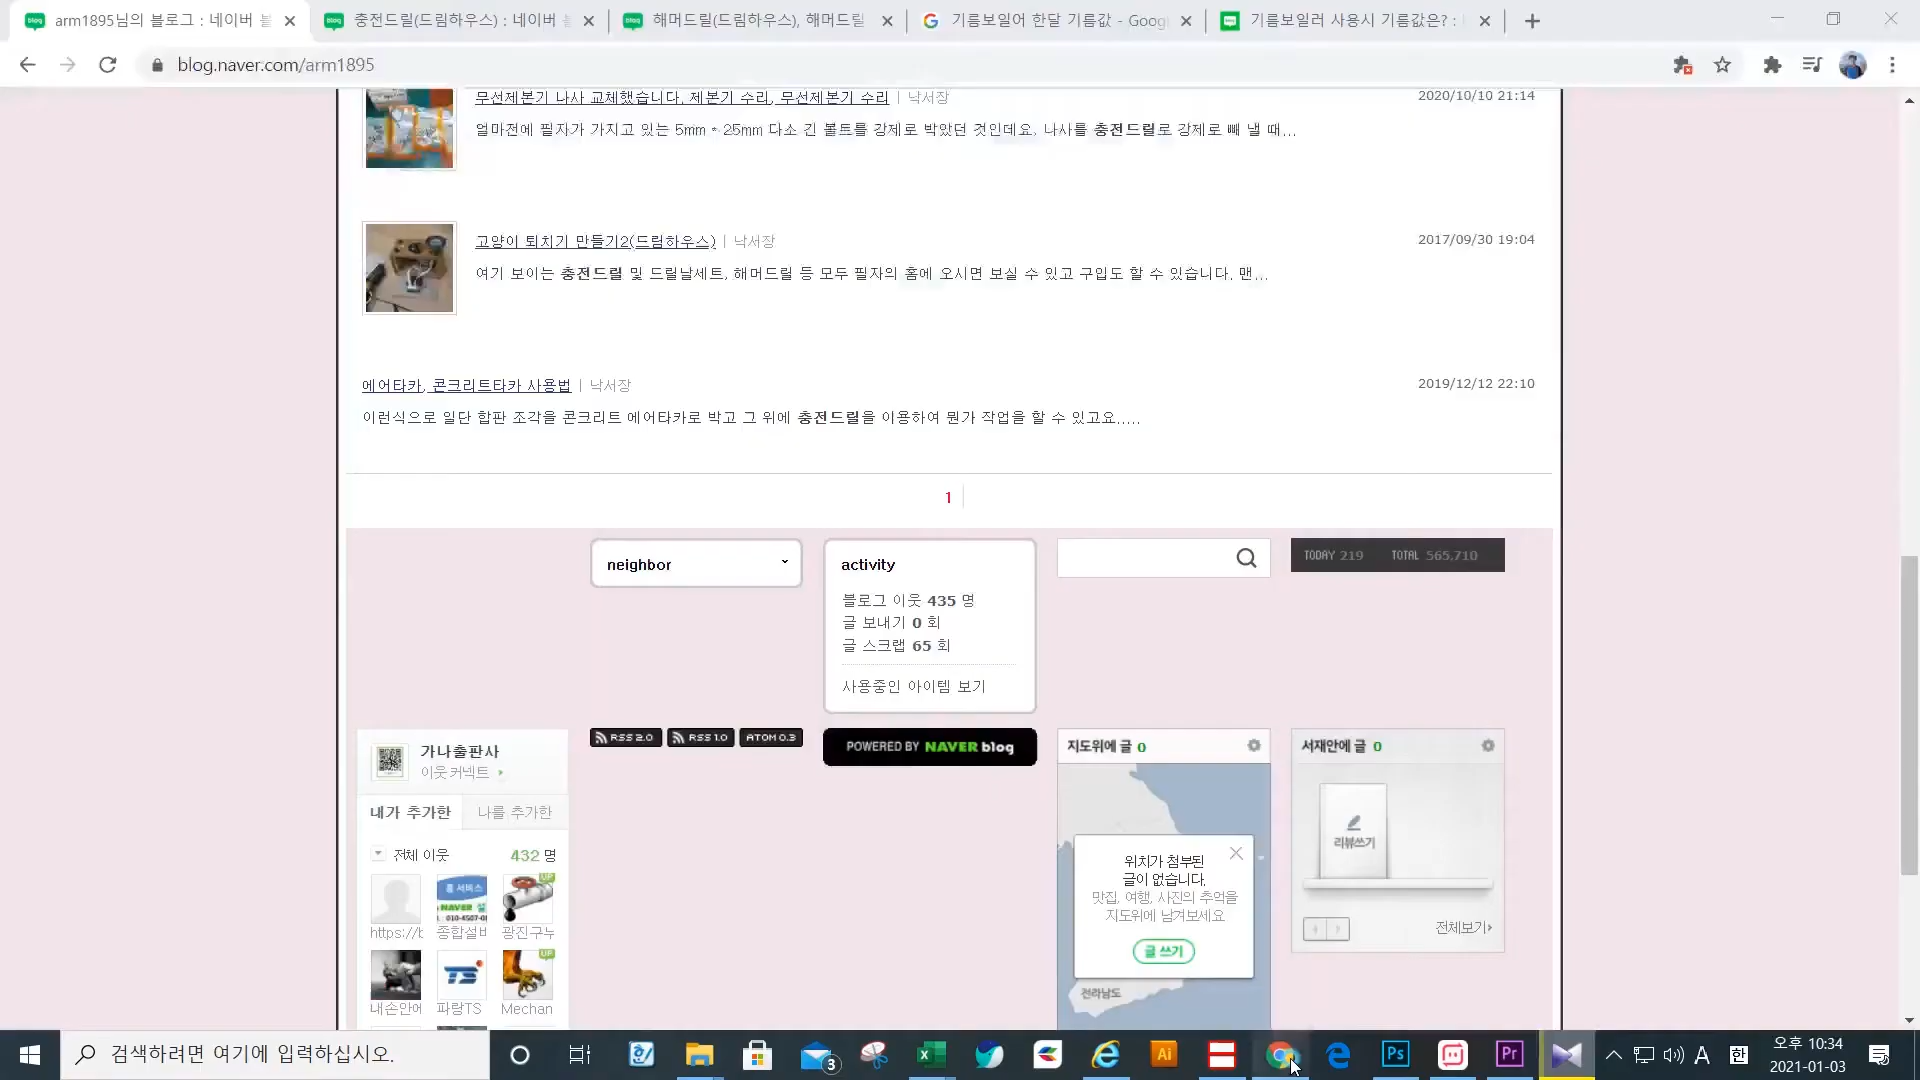 arm1895님의 블로그 : 네이버 블
충전드릴(드림하우스) : 네이버
해머드릴(드림하우스), 해머드릴
기름보일어 한달 기름값 - Goog
기름보일러 사용시 기름값은? :
blog.naver.com/arm1895
무선제본기 나사 교체했습니다, 제본기 수리, 무선제본기 수리 | 낙서장
2020/10/10 21:14
얼마전에 필자가 가지고 있는 5mm * 25mm 다소 긴 볼트를 강제로 박았던 것인데요, 나사를 충전드릴로 강제로 빼 낼 때...
고양이 퇴치기 만들기2(드림하우스) | 낙서장
2017/09/30 19:04
여기 보이는 충전드릴 및 드릴날세트, 해머드릴 등 모두 필자의 홈에 오시면 보실 수 있고 구입도 할 수 있습니다, 맨...
에어타카, 콘크리트타카 사용법 | 낙서장
2019/12/12 22:10
이런식으로 일단 합판 조각을 콘크리트 에어타카로 박고 그 위에 충전드릴을 이용하여 뭔가 작업을 할 수 있고요.....
1
neighbor
activity
TODAY 219 TOTAL 565,710
블로그 이웃 435 명
글 보내기 0 회
글 스크랩 65 회
사용중인 아이템 보기
가나출판사
이웃 커넥트
내가 추가한 나를 추가한
전체 이웃 432 명
UP
홈 서비스
NAVER
https://b 종합설비 광진구누
TS
UP
내손안에 파랑TS Mechan
RSS 2.0 RSS 1.0 ATOM 0.3
POWERED BY NAVER blog
지도위에 글 0
위치가 첨부된
글이 없습니다.
맛집, 여행, 사진의 추억을
지도위에 남겨보세요
글 쓰기
전라남도
서재안에 글 0
리뷰쓰기
전체보기
검색하려면 여기에 입력하십시오.
3
Ai
Ps
Pr
A
한
오후 10:34
2021-01-03